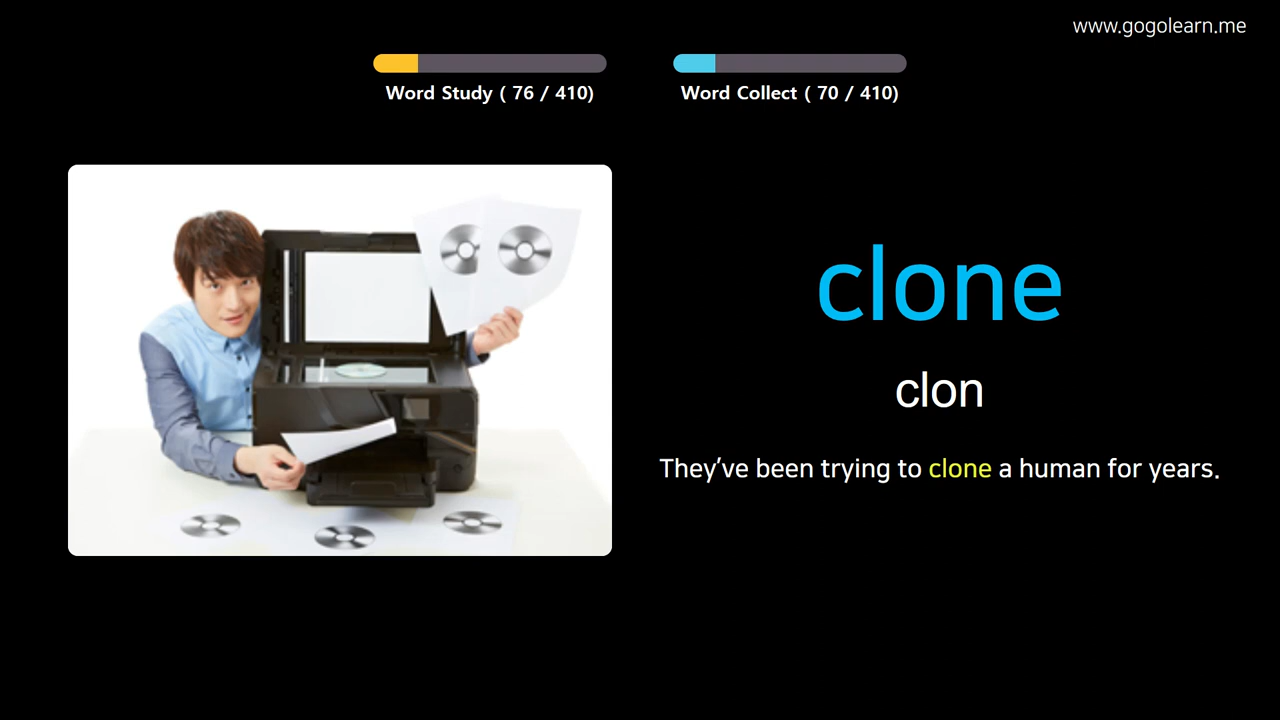 www.gogolearn.me
Word Study ( 76 / 410)
Word Collect ( 70 / 410)
clone
clon
They've been trying to clone a human for years.